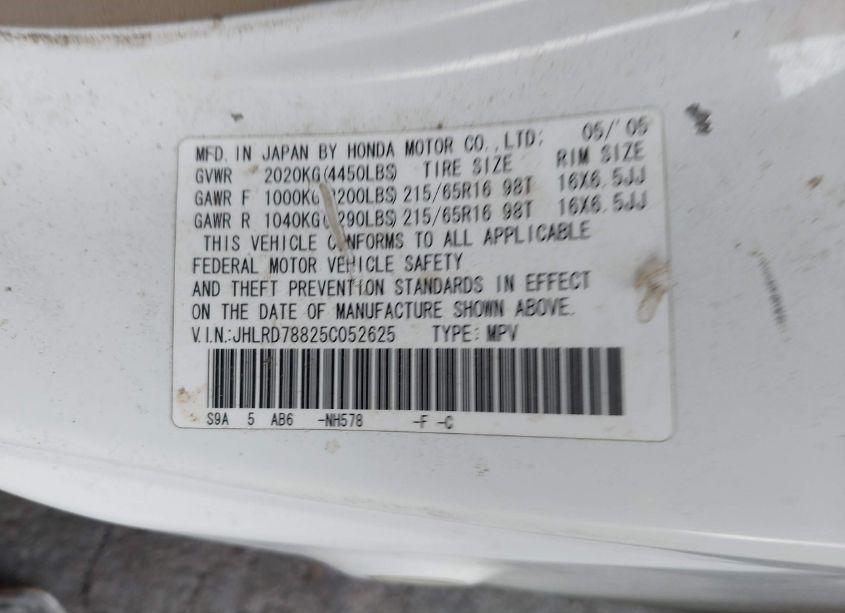 MFD. IN JAPAN BY HONDA MOTOR CO.,LTD; 05/'05
GVWR 2020KG(4450LBS) TIRE SIZE RIM SIZE
GAWR F 1000KG 200LBS) 215/65R16 98T 16X6.5JJ
GAWR R 1040KG 290LBS) 215/65R16 98T 16X6.5JJ
THIS VEHICLE CONFORMS TO ALL APPLICABLE
FEDERAL MOTOR VEHICLE SAFETY
AND THEFT PREVENTION STANDARDS IN EFFECT
ON THE DATE OF MANUFACTURE SHOWN ABOVE.
V.I.N.:JHLRD78825C052625 TYPE: MPV
S9A 5 AB6 -NH578 -F -C